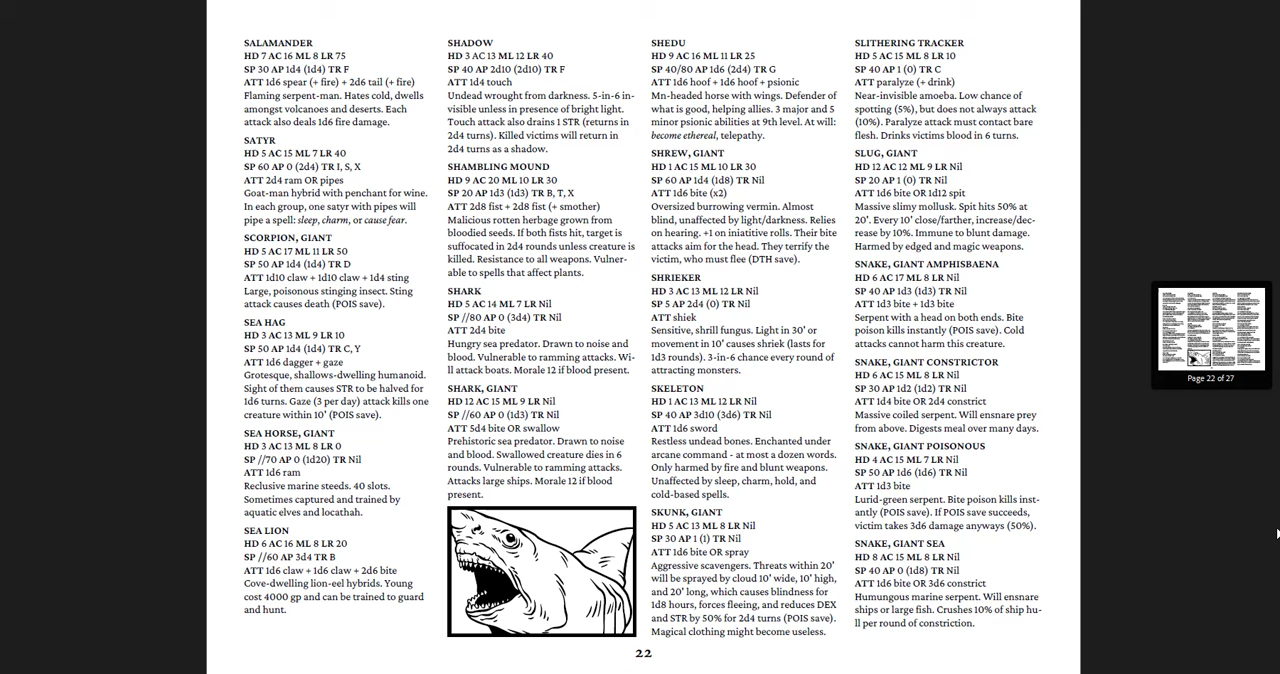 SALAMANDER
HD 7 AC 16 ML 8 LR 75
SP 30 AP 1d4 (1d4) TR F
ATT 1d6 spear (+ fire) + 2d6 tail (+ fire)
Flaming serpent-man. Hates cold, dwells
amongst volcanoes and deserts. Each
attack also deals 1d6 fire damage.
SATYR
HD 5 AC 15 ML 7 LR 40
SP 60 AP 0 (2d4) TR I, S, X
ATT 2d4 ram OR pipes
Goat-man hybrid with penchant for wine.
In each group, one satyr with pipes will
pipe a spell: sleep, charm, or cause fear.
SCORPION, GIANT
HD 5 AC 17 ML 11 LR 50
SP 50 AP 1d4 (1d4) TR D
ATT 1d10 claw + 1d10 claw + 1d4 sting
Large, poisonous stinging insect. Sting
attack causes death (POIS save).
SEA HAG
HD 3 AC 13 ML 9 LR 10
SP 50 AP 1d4 (1d4) TR C, Y
ATT 1d6 dagger + gaze
Grotesque, shallows-dwelling humanoid.
Sight of them causes STR to be halved for
1d6 turns. Gaze (3 per day) attack kills one
creature within 10' (POIS save).
SEA HORSE, GIANT
HD 3 AC 13 ML 8 LR 0
SP //70 AP 0 (1d20) TR Nil
ATT 1d6 ram
Reclusive marine steeds. 40 slots.
Sometimes captured and trained by
aquatic elves and locathah.
SEA LION
HD 6 AC 16 ML 8 LR 20
SP //60 AP 3d4 TR B
ATT 1d6 claw + 1d6 claw + 2d6 bite
Cove-dwelling lion-eel hybrids. Young
cost 4000 gp and can be trained to guard
and hunt.
SHADOW
HD 3 AC 13 ML 12 LR 40
SP 40 AP 2d10 (2d10) TR F
ATT 1d4 touch
Undead wrought from darkness. 5-in-6 in-
visible unless in presence of bright light.
Touch attack also drains 1 STR (returns in
2d4 turns). Killed victims will return in
2d4 turns as a shadow.
SHAMBLING MOUND
HD 9 AC 20 ML 10 LR 30
SP 20 AP 1d3 (1d3) TR B, T, X
ATT 2d8 fist + 2d8 fist (+ smother)
Malicious rotten herbage grown from
bloodied seeds. If both fists hit, target is
suffocated in 2d4 rounds unless creature is
killed. Resistance to all weapons. Vulner-
able to spells that affect plants.
SHARK
HD 5 AC 14 ML 7 LR Nil
SP //80 AP 0 (3d4) TR Nil
ATT 2d4 bite
Hungry sea predator. Drawn to noise and
blood. Vulnerable to ramming attacks. Wi-
ll attack boats. Morale 12 if blood present.
SHARK, GIANT
HD 12 AC 15 ML 9 LR Nil
SP //60 AP 0 (1d3) TR Nil
ATT 5d4 bite OR swallow
Prehistoric sea predator. Drawn to noise
and blood. Swallowed creature dies in 6
rounds. Vulnerable to ramming attacks.
Attacks large ships. Morale 12 if blood
present.
SHEDU
HD 9 AC 16 ML 11 LR 25
SP 40/80 AP 1d6 (2d4) TR G
ATT 1d6 hoof + 1d6 hoof + psionic
Mn-headed horse with wings. Defender of
what is good, helping allies. 3 major and 5
minor psionic abilities at 9th level. At will:
become ethereal, telepathy.
SHREW, GIANT
HD 1 AC 15 ML 10 LR 30
SP 60 AP 1d4 (1d8) TR Nil
ATT 1d6 bite (x2)
Oversized burrowing vermin. Almost
blind, unaffected by light/darkness. Relies
on hearing. +1 on iniatitive rolls. Their bite
attacks aim for the head. They terrify the
victim, who must flee (DTH save).
SHRIEKER
HD 3 AC 13 ML 12 LR Nil
SP 5 AP 2d4 (0) TR Nil
ATT shiek
Sensitive, shrill fungus. Light in 30' or
movement in 10' causes shriek (lasts for
1d3 rounds). 3-in-6 chance every round of
attracting monsters.
SKELETON
HD 1 AC 13 ML 12 LR Nil
SP 40 AP 3d10 (3d6) TR Nil
ATT 1d6 sword
Restless undead bones. Enchanted under
arcane command - at most a dozen words.
Only harmed by fire and blunt weapons.
Unaffected by sleep, charm, hold, and
cold-based spells.
SKUNK, GIANT
HD 5 AC 13 ML 8 LR Nil
SP 30 AP 1 (1) TR Nil
ATT 1d6 bite OR spray
Aggressive scavengers. Threats within 20'
will be sprayed by cloud 10' wide, 10' high,
and 20' long, which causes blindness for
1d8 hours, forces fleeing, and reduces DEX
and STR by 50% for 2d4 turns (POIS save).
Magical clothing might become useless.
SLITHERING TRACKER
HD 5 AC 15 ML 8 LR 10
SP 40 AP 1 (0) TR C
ATT paralyze (+ drink)
Near-invisible amoeba. Low chance of
spotting (5%), but does not always attack
(10%). Paralyze attack must contact bare
flesh. Drinks victims blood in 6 turns.
SLUG, GIANT
HD 12 AC 12 ML 9 LR Nil
SP 20 AP 1 (0) TR Nil
ATT 1d6 bite OR 1d12 spit
Massive slimy mollusk. Spit hits 50% at
20'. Every 10' close/farther, increase/dec-
rease by 10%. Immune to blunt damage.
Harmed by edged and magic weapons.
SNAKE, GIANT AMPHISBAENA
HD 6 AC 17 ML 8 LR Nil
SP 40 AP 1d3 (1d3) TR Nil
ATT 1d3 bite + 1d3 bite
Serpent with a head on both ends. Bite
poison kills instantly (POIS save). Cold
attacks cannot harm this creature.
SNAKE, GIANT CONSTRICTOR
HD 6 AC 15 ML 8 LR Nil
SP 30 AP 1d2 (1d2) TR Nil
ATT 1d4 bite OR 2d4 constrict
Massive coiled serpent. Will ensnare prey
from above. Digests meal over many days.
SNAKE, GIANT POISONOUS
HD 4 AC 15 ML 7 LR Nil
SP 50 AP 1d6 (1d6) TR Nil
ATT 1d3 bite
Lurid-green serpent. Bite poison kills inst-
antly (POIS save). If POIS save succeeds,
victim takes 3d6 damage anyways (50%).
SNAKE, GIANT SEA
HD 8 AC 15 ML 8 LR Nil
SP 40 AP 0 (1d8) TR Nil
ATT 1d6 bite OR 3d6 constrict
Humungous marine serpent. Will ensnare
ships or large fish. Crushes 10% of ship hu-
ll per round of constriction.
22
Page 22 of 27